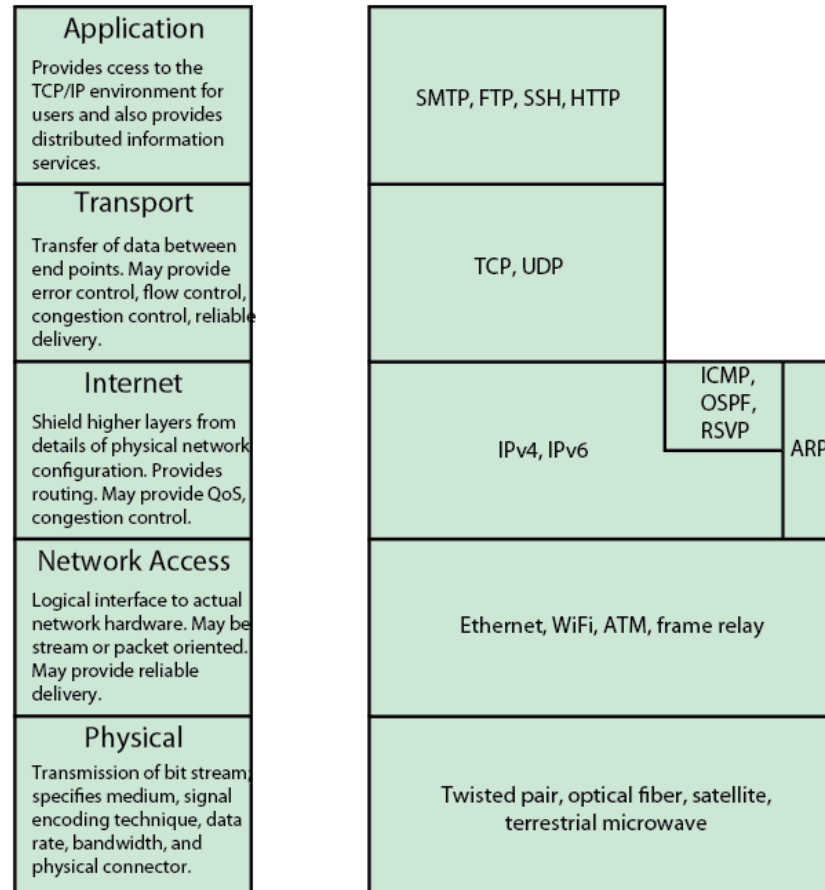 Application
Provides ccess to the
TCP/IP environment for
users and also provides
distributed information
services.
SMTP, FTP, SSH, HTTP
Transport
Transfer of data between
end points. May provide
error control, flow control,
congestion control, reliable
delivery.
TCP, UDP
Internet
Shield higher layers from
details of physical network
configuration. Provides
routing. May provide QoS,
congestion control.
IPv4, IPv6
ICMP,
OSPF,
RSVP
ARP
Network Access
Logical interface to actual
network hardware. May be
stream or packet oriented.
May provide reliable
delivery.
Ethernet, WiFi, ATM, frame relay
Physical
Transmission of bit stream;
specifies medium, signal
encoding technique, data
rate, bandwidth, and
physical connector.
Twisted pair, optical fiber, satellite,
terrestrial microwave